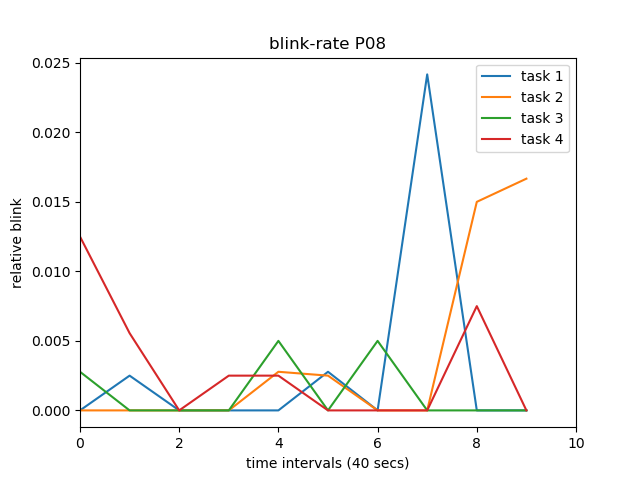 blink-rate P08
0.025
0.020
0.015
0.010
0.005
0.000
relative blink
task 1
task 2
task 3
task 4
0 2 4 6 8 10
time intervals (40 secs)